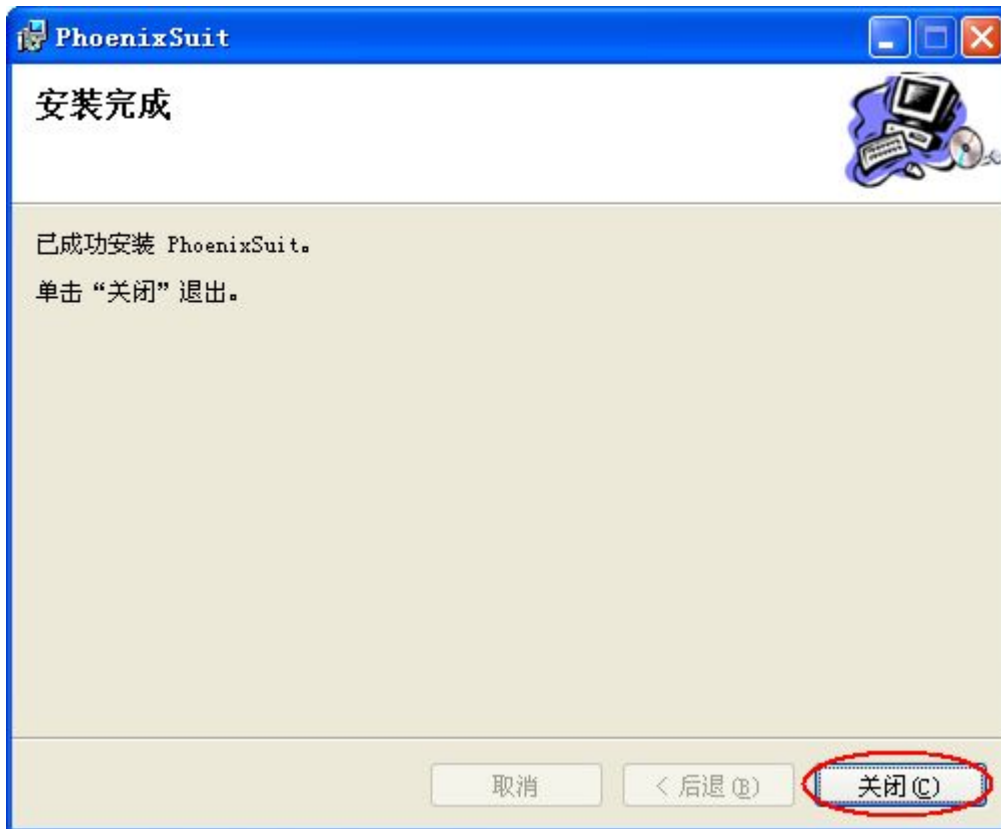 PhoenixSuit
安装完成
已成功安装 PhoenixSuit。
单击“关闭”退出。
取消
< 后退(B)
关闭(C)